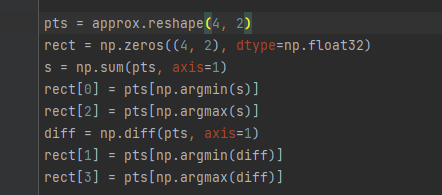 pts = approx.reshape(4, 2)
rect = np.zeros((4, 2), dtype=np.float32)
s = np.sum(pts, axis=1)
rect[0] = pts[np.argmin(s)]
rect[2] = pts[np.argmax(s)]
diff = np.diff(pts, axis=1)
rect[1] = pts[np.argmin(diff)]
rect[3] = pts[np.argmax(diff)]